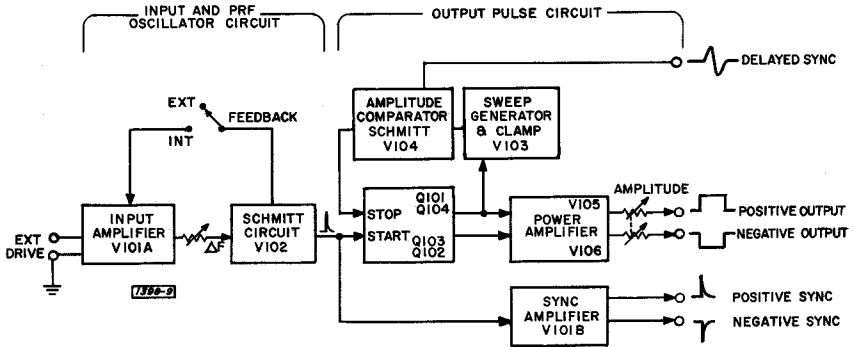 INPUT AND PRF
OSCILLATOR CIRCUIT
OUTPUT PULSE CIRCUIT
DELAYED SYNC
EXT
FEEDBACK
INT
AMPLITUDE
COMPARATOR
SCHMITT
V104
SWEEP
GENERATOR
& CLAMP
V103
EXT
DRIVE
INPUT
AMPLIFIER
V101A
ΔF
SCHMITT
CIRCUIT
V102
STOP
START
Q101
Q104
Q103
Q102
V105
POWER
AMPLIFIER
V106
AMPLITUDE
POSITIVE OUTPUT
NEGATIVE OUTPUT
1398-9
SYNC
AMPLIFIER
V101B
POSITIVE SYNC
NEGATIVE SYNC